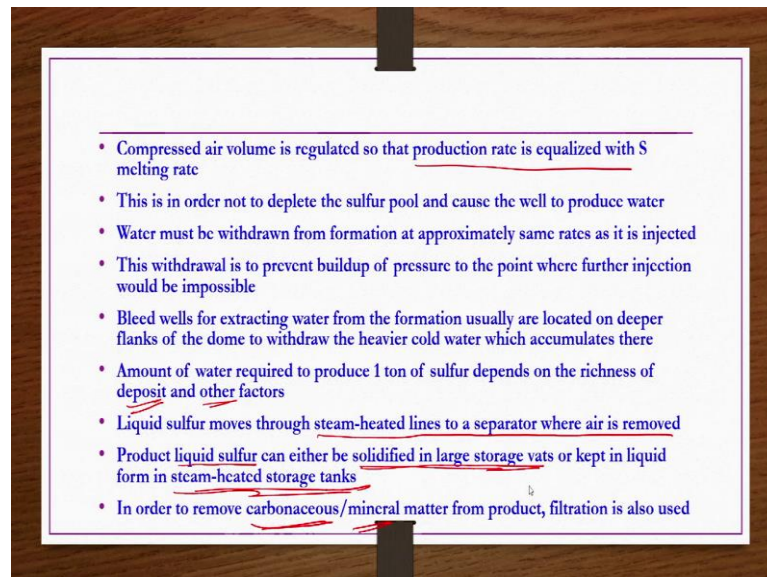 • Compressed air volume is regulated so that production rate is equalized with S
melting rate
• This is in order not to deplete the sulfur pool and cause the well to produce water
• Water must be withdrawn from formation at approximately same rates as it is injected
• This withdrawal is to prevent buildup of pressure to the point where further injection
would be impossible
• Bleed wells for extracting water from the formation usually are located on deeper
flanks of the dome to withdraw the heavier cold water which accumulates there
• Amount of water required to produce 1 ton of sulfur depends on the richness of
deposit and other factors
• Liquid sulfur moves through steam-heated lines to a separator where air is removed
• Product liquid sulfur can either be solidified in large storage vats or kept in liquid
form in steam-heated storage tanks
• In order to remove carbonaceous/mineral matter from product, filtration is also used